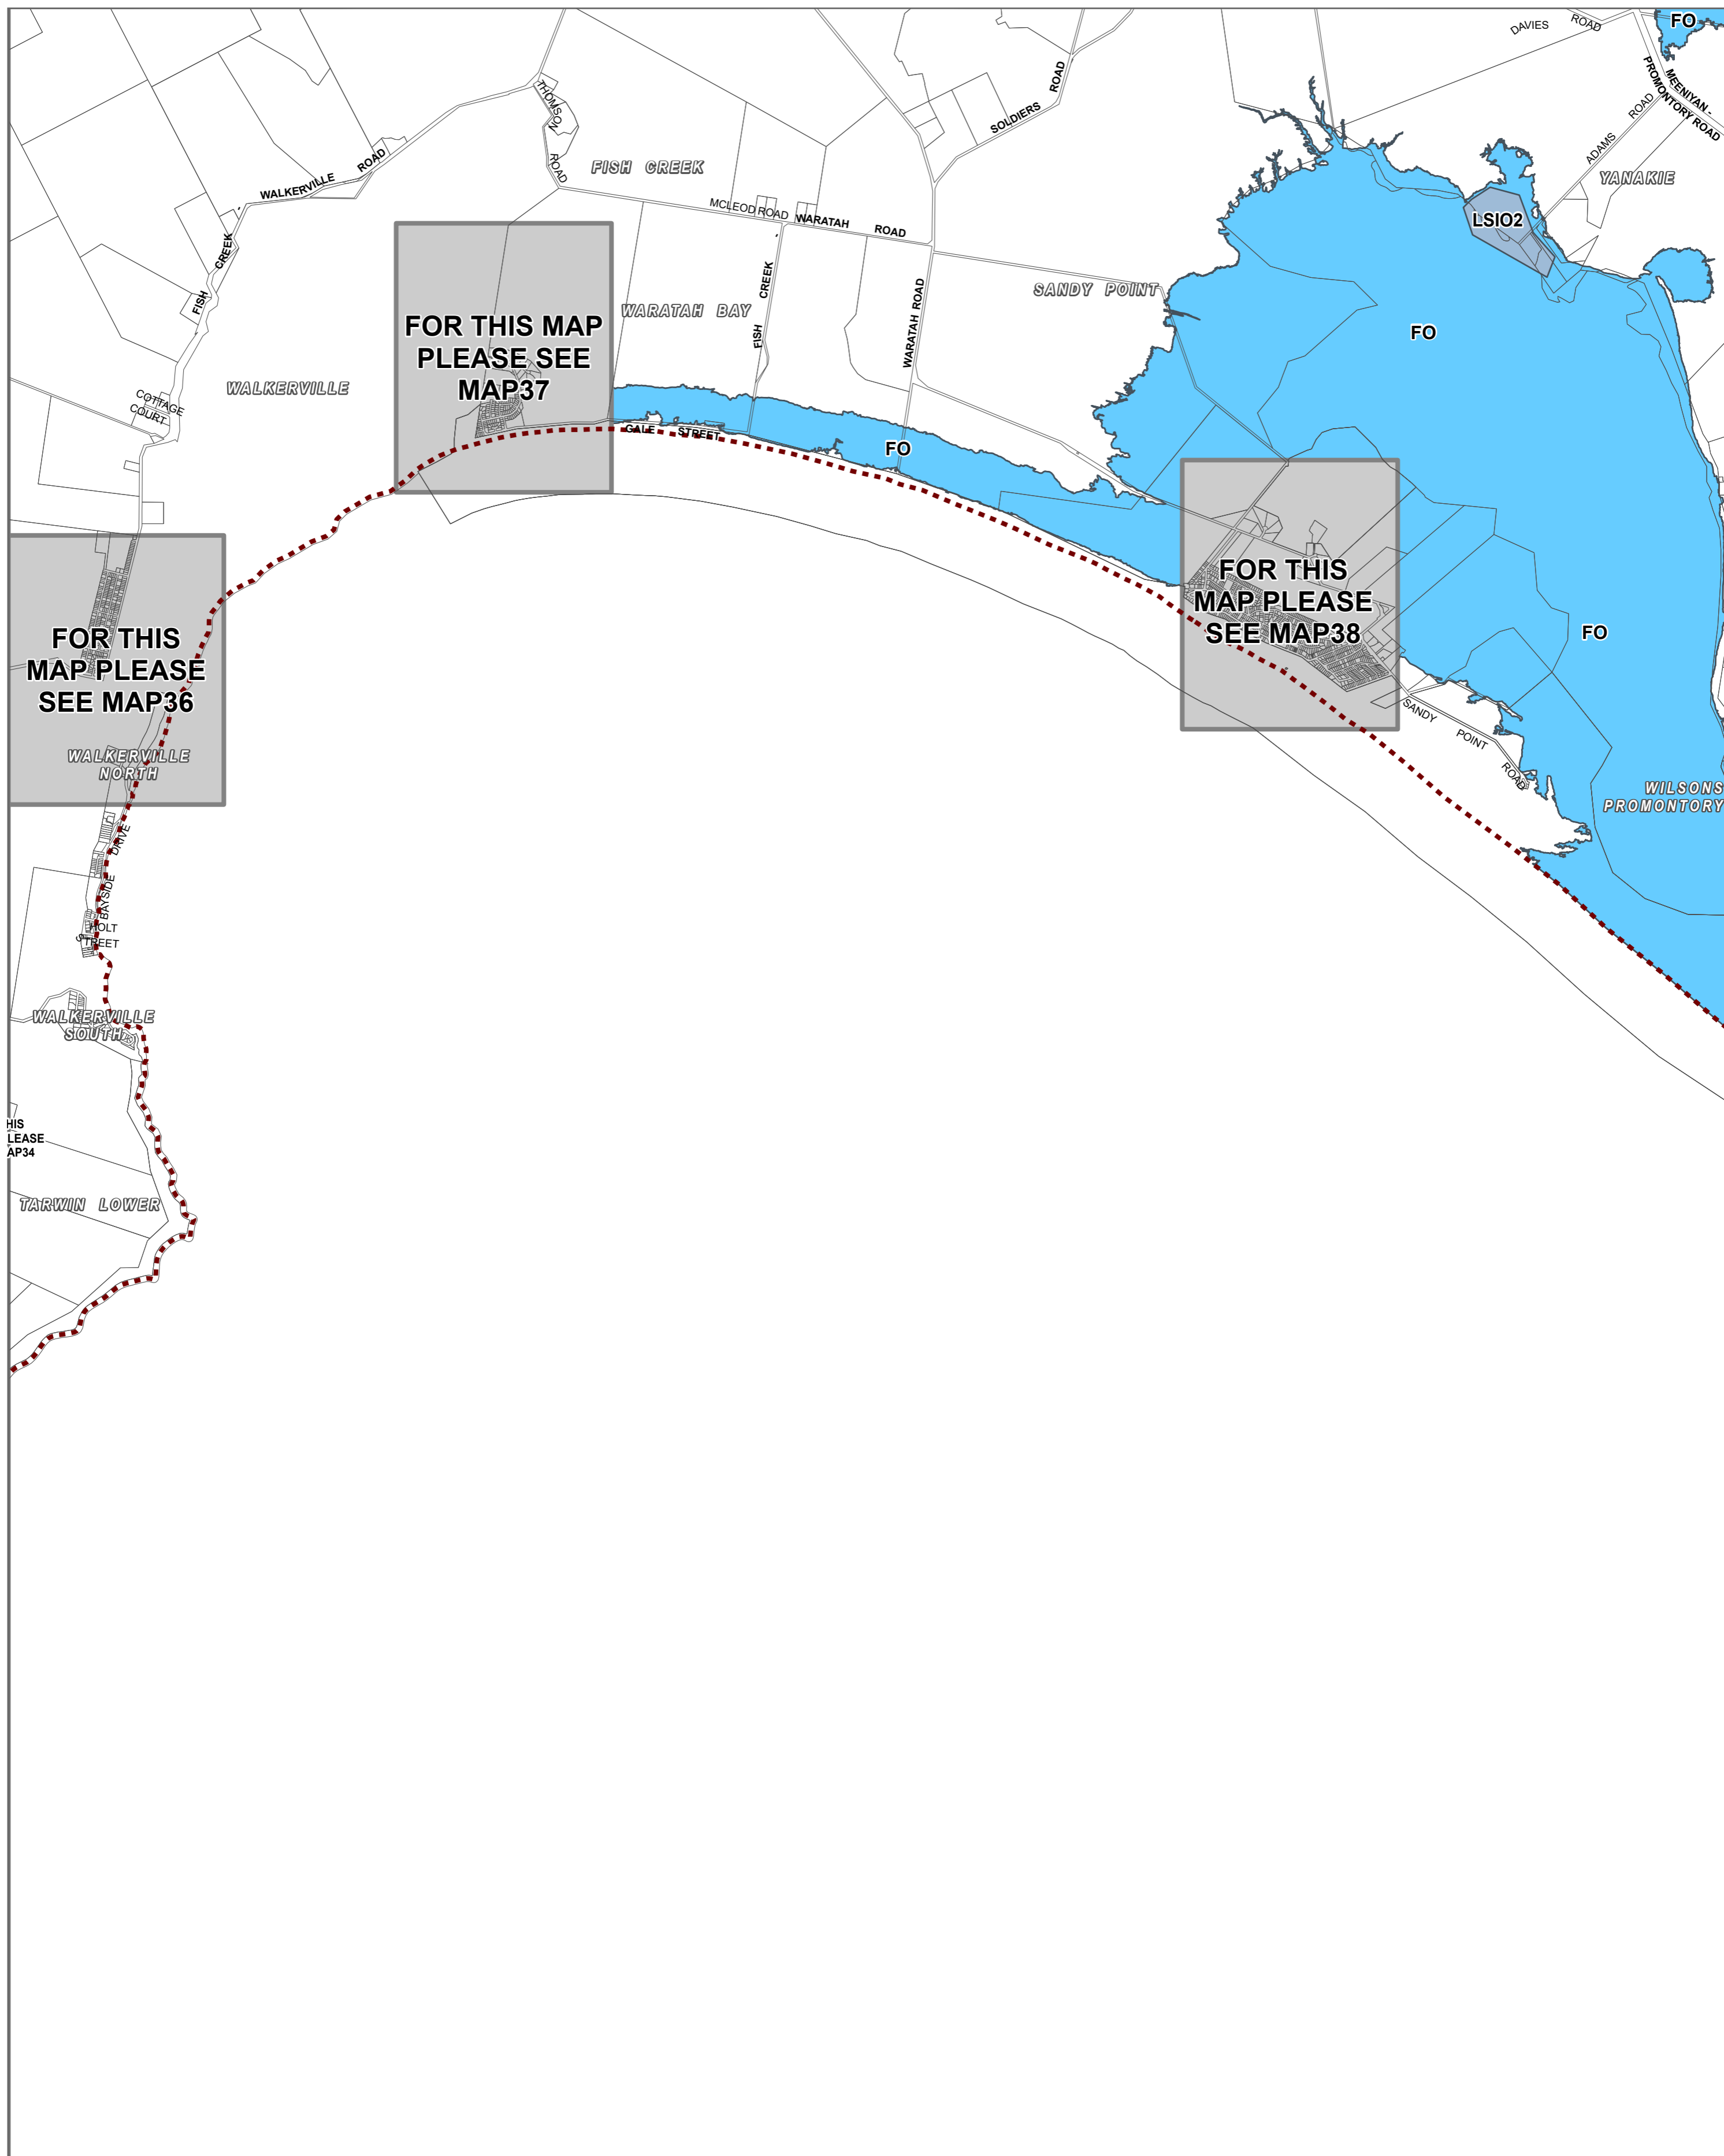 FO
DAVIES ROAD
MEENIYAN -
PROMONTORY ROAD
THOMSON
ROAD
SOLDIERS ROAD
ADAMS ROAD
FISH CREEK
YANAKIE
WALKERVILLE ROAD
MCLEOD ROAD
WARATAH ROAD
LSIO2
FISH CREEK
FISH CREEK
SANDY POINT
WARATAH BAY
WARATAH ROAD
FO
FOR THIS MAP
PLEASE SEE
MAP37
WALKERVILLE
COTTAGE
COURT
GALE STREET
FO
FOR THIS
MAP PLEASE
SEE MAP38
FO
FOR THIS
MAP PLEASE
SEE MAP36
SANDY POINT ROAD
WALKERVILLE
NORTH
WILSONS
PROMONTORY
BAYSIDE DRIVE
HOLT
STREET
WALKERVILLE
SOUTH
HIS
LEASE
AP34
TARWIN LOWER